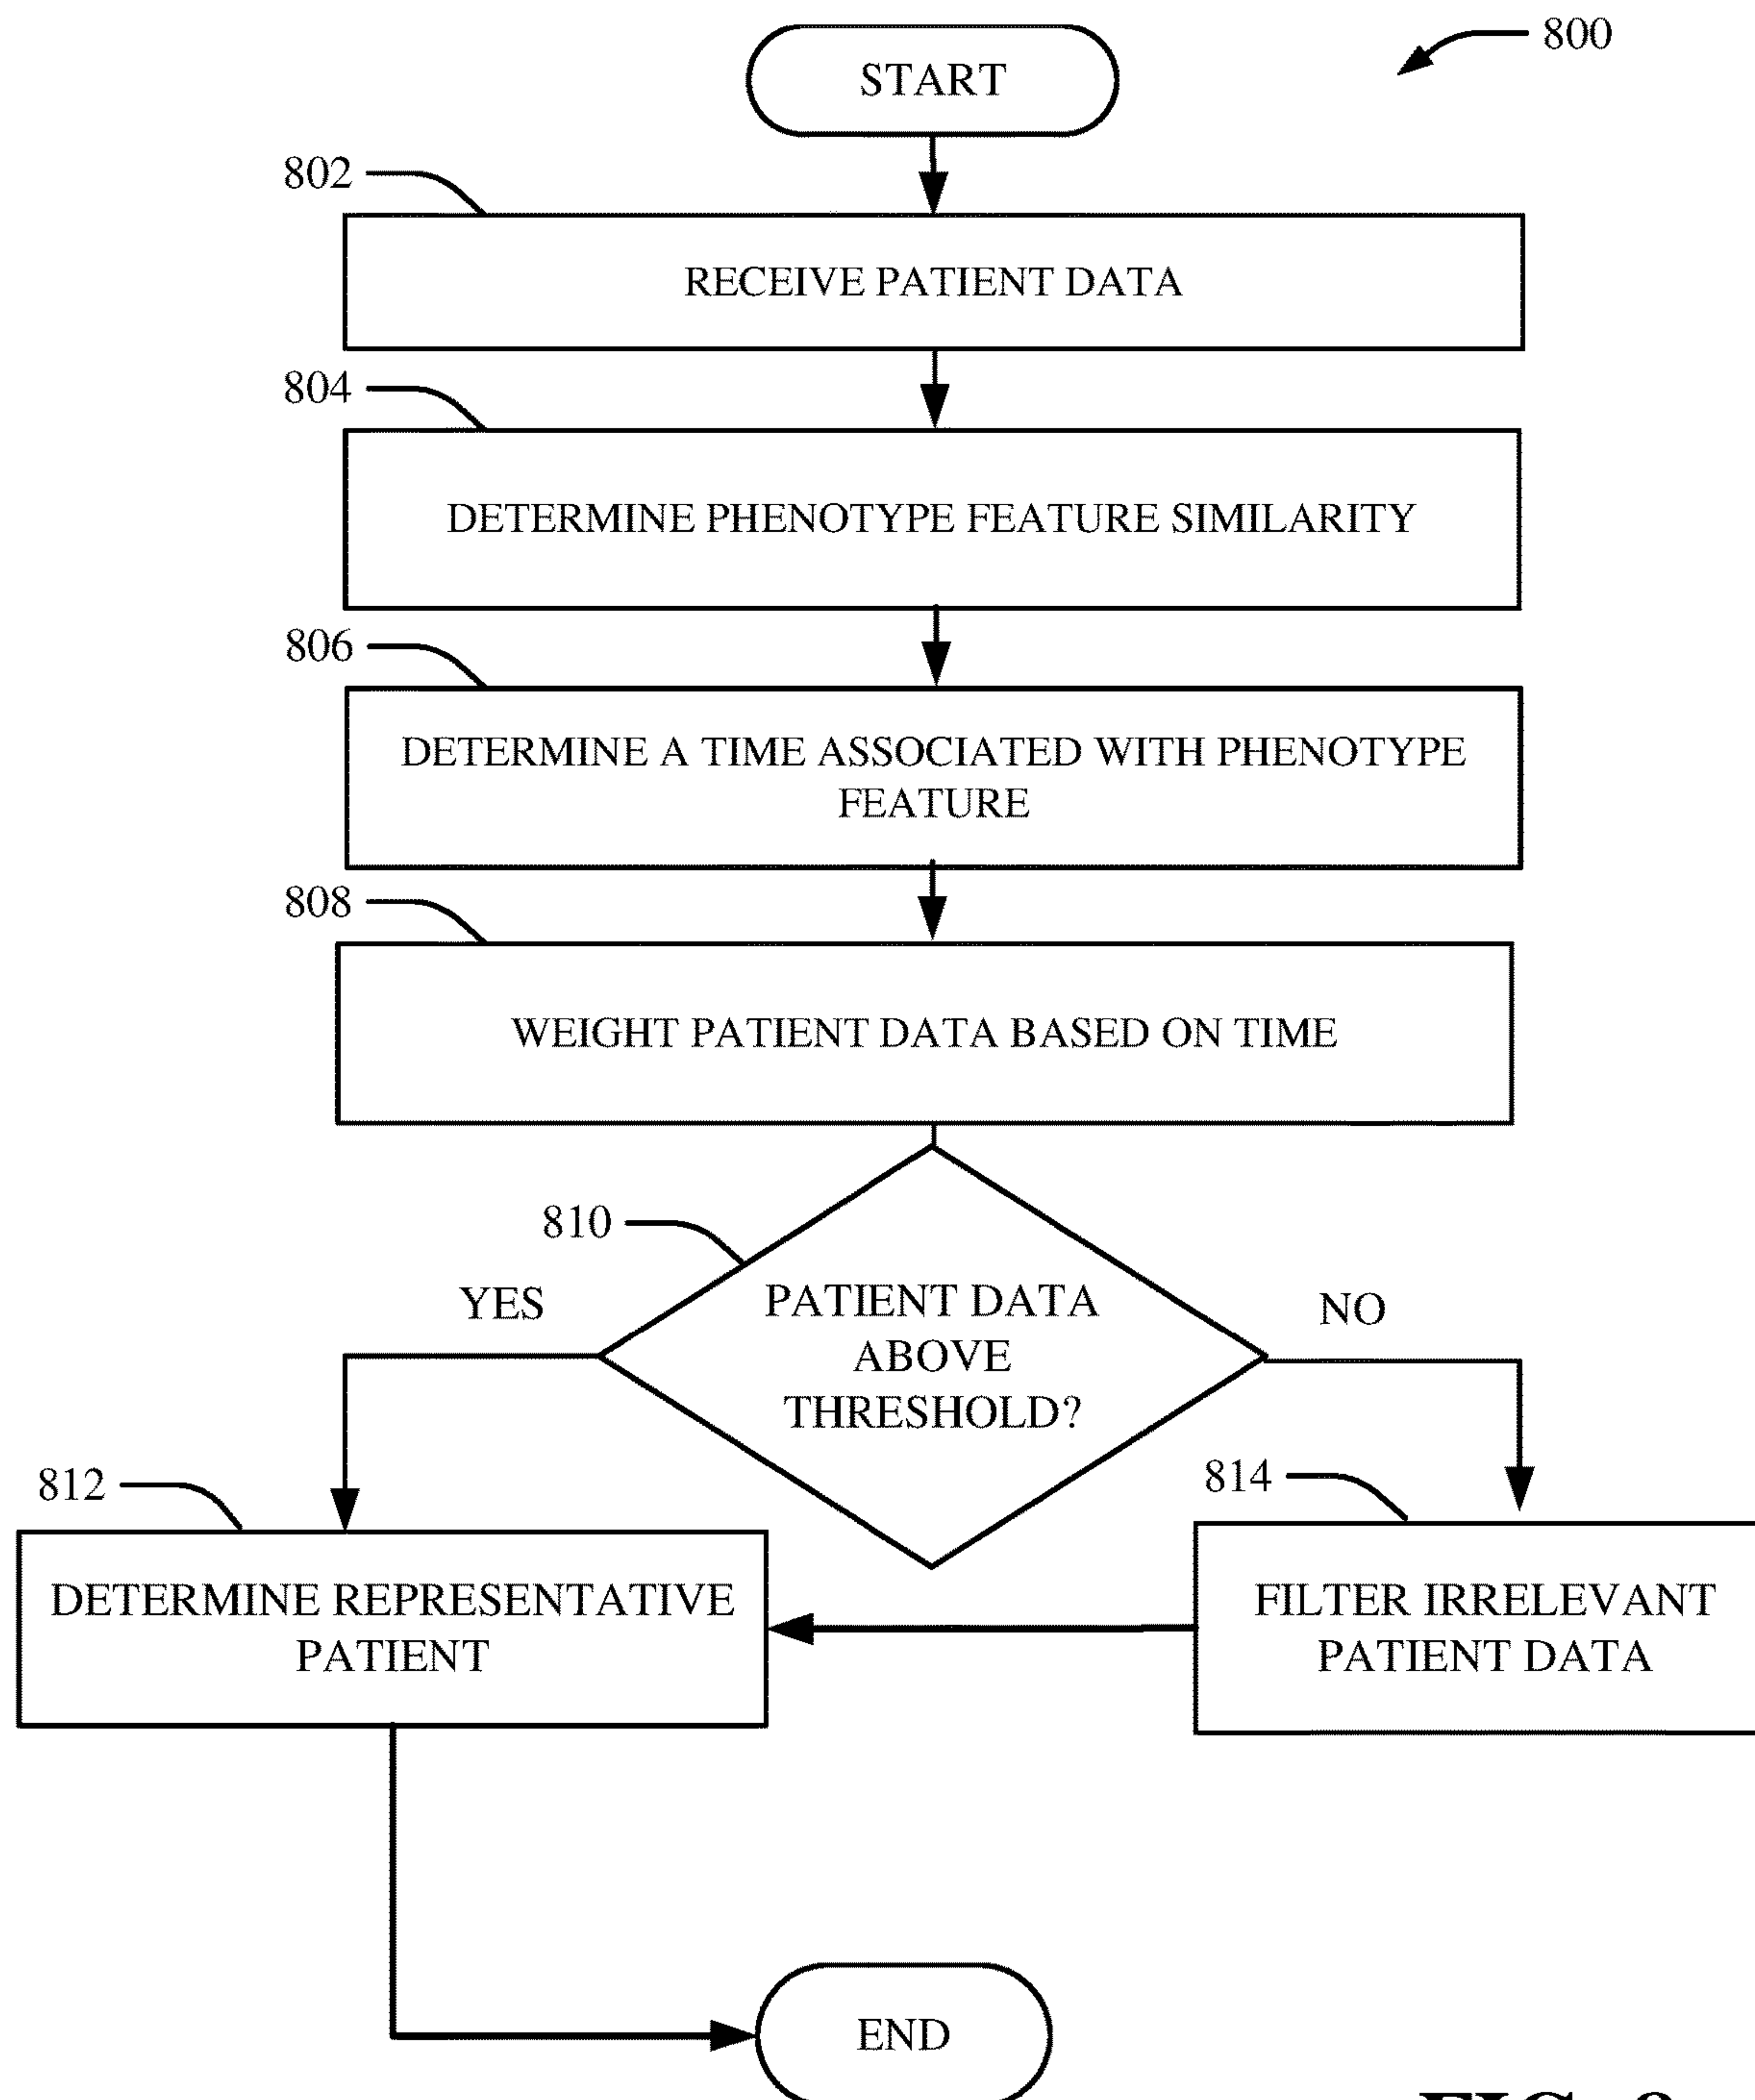 800
START
802
RECEIVE PATIENT DATA
804
DETERMINE PHENOTYPE FEATURE SIMILARITY
806
DETERMINE A TIME ASSOCIATED WITH PHENOTYPE
FEATURE
808
WEIGHT PATIENT DATA BASED ON TIME
810
YES
PATIENT DATA
ABOVE
THRESHOLD?
NO
812
DETERMINE REPRESENTATIVE
PATIENT
814
FILTER IRRELEVANT
PATIENT DATA
END